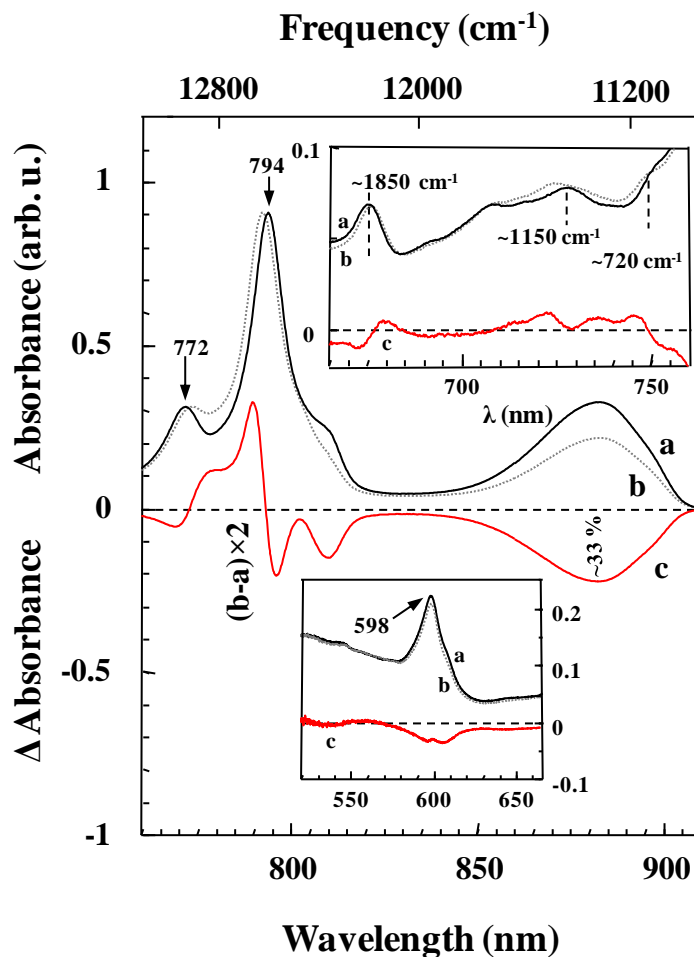 Frequency (cm-1)
12800
12000
11200
794
772
1
0.5
0
-0.5
-1
Absorbance (arb. u.)
Δ Absorbance
0.1
0
~1850 cm-1
~1150 cm-1
~720 cm-1
a
b
c
700
750
λ (nm)
a
b
c
~33 %
(b-a)×2
598
a
b
c
0.2
0.1
0
-0.1
550
600
650
800
850
900
Wavelength (nm)